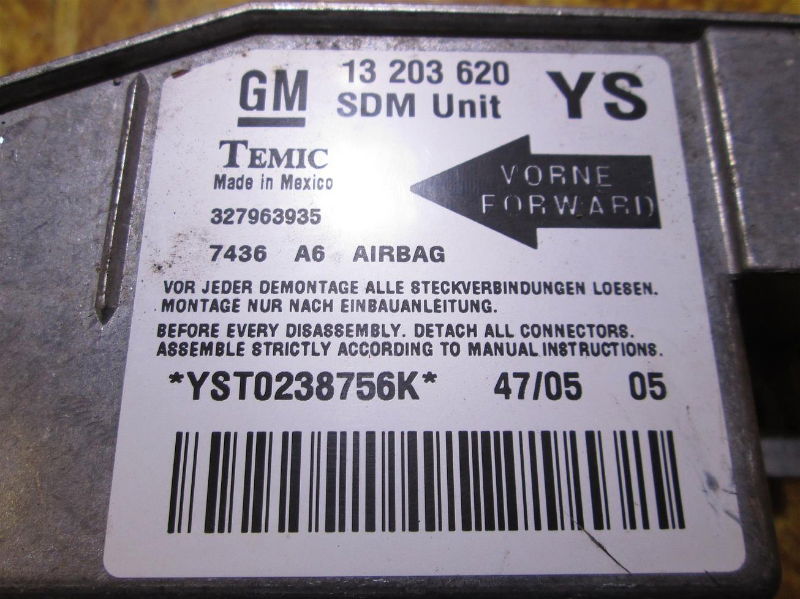 GM 13 203 620 YS
SDM Unit
TEMIC
Made in Mexico
VORNE
FORWARD
327963935
7436 A6 AIRBAG
VOR JEDER DEMONTAGE ALLE STECKVERBINDUNGEN LOESEN.
MONTAGE NUR NACH EINBAUANLEITUNG.
BEFORE EVERY DISASSEMBLY. DETACH ALL CONNECTORS.
ASSEMBLE STRICTLY ACCORDING TO MANUAL INSTRUCTIONS.
*YST0238756K* 47/05 05